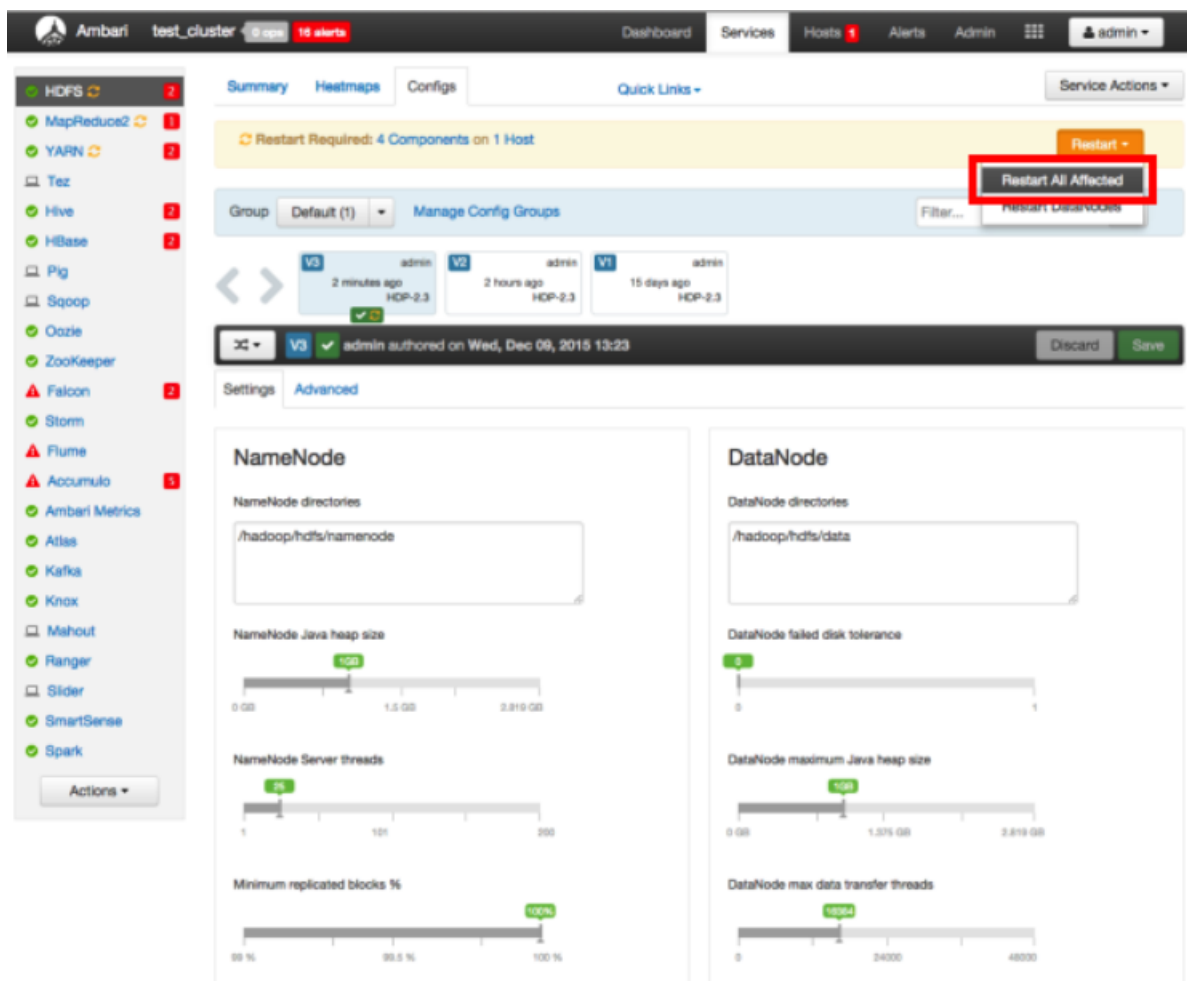 Ambari test_cluster 0 ops 16 alerts Dashboard Services Hosts 1 Alerts Admin admin
HDFS 2
MapReduce2 1
YARN 2
Tez
Hive 2
HBase 2
Pig
Sqoop
Oozie
ZooKeeper
Falcon 2
Storm
Flume
Accumulo 5
Ambari Metrics
Atlas
Kafka
Knox
Mahout
Ranger
Slider
SmartSense
Spark
Actions
Summary Heatmaps Configs Quick Links Service Actions
Restart Required: 4 Components on 1 Host Restart
Restart All Affected
Restart DataNodes
Group Default (1) Manage Config Groups Filter...
V3 admin
2 minutes ago
HDP-2.3
V2 admin
2 hours ago
HDP-2.3
V1 admin
15 days ago
HDP-2.3
V3 admin authored on Wed, Dec 09, 2015 13:23 Discard Save
Settings Advanced
NameNode
NameNode directories
/hadoop/hdfs/namenode
NameNode Java heap size
1GB
0 GB 1.5 GB 2.819 GB
NameNode Server threads
25
1 101 200
Minimum replicated blocks %
100%
99 % 99.5 % 100 %
DataNode
DataNode directories
/hadoop/hdfs/data
DataNode failed disk tolerance
0
0 1
DataNode maximum Java heap size
1GB
0 GB 1.375 GB 2.819 GB
DataNode max data transfer threads
16384
0 24000 48000